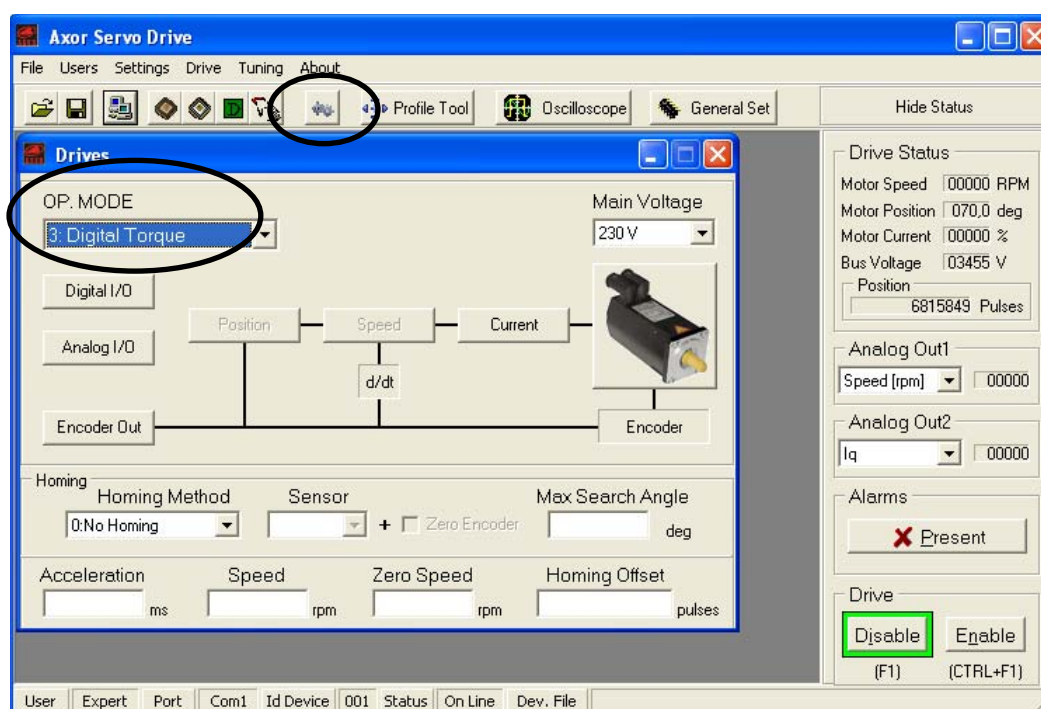 Axor Servo Drive
File Users Settings Drive Tuning About
Profile Tool Oscilloscope General Set Hide Status
Drives
OP. MODE Main Voltage
3: Digital Torque 230 V
Digital I/O
Position Speed Current
Analog I/O
d/dt
Encoder Out Encoder
Homing
Homing Method Sensor Max Search Angle
0:No Homing + Zero Encoder deg
Acceleration Speed Zero Speed Homing Offset
ms rpm rpm pulses
Drive Status
Motor Speed 00000 RPM
Motor Position 070,0 deg
Motor Current 00000 %
Bus Voltage 03455 V
Position
6815849 Pulses
Analog Out1
Speed [rpm] 00000
Analog Out2
Iq 00000
Alarms
Present
Drive
Disable Enable
(F1) (CTRL+F1)
User Expert Port Com1 Id Device 001 Status On Line Dev. File